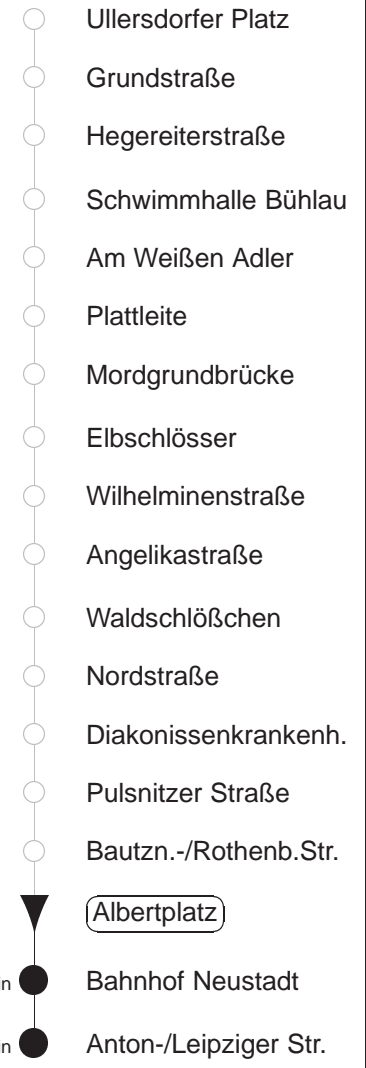 Ullersdorfer Platz
Grundstraße
Hegereiterstraße
Schwimmhalle Bühlau
Am Weißen Adler
Plattleite
Mordgrundbrücke
Elbschlösser
Wilhelminenstraße
Angelikastraße
Waldschlößchen
Nordstraße
Diakonissenkrankenh.
Pulsnitzer Straße
Bautzn.-/Rothenb.Str.
Albertplatz
Bahnhof Neustadt
Anton-/Leipziger Str.